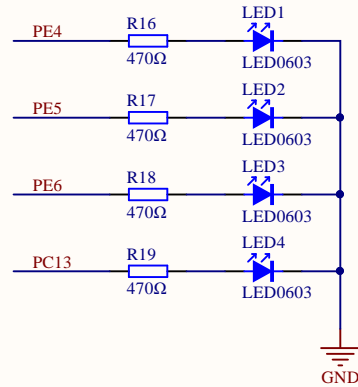 PE4
R16
470Ω
LED1
LED0603
PE5
R17
470Ω
LED2
LED0603
PE6
R18
470Ω
LED3
LED0603
PC13
R19
470Ω
LED4
LED0603
GND